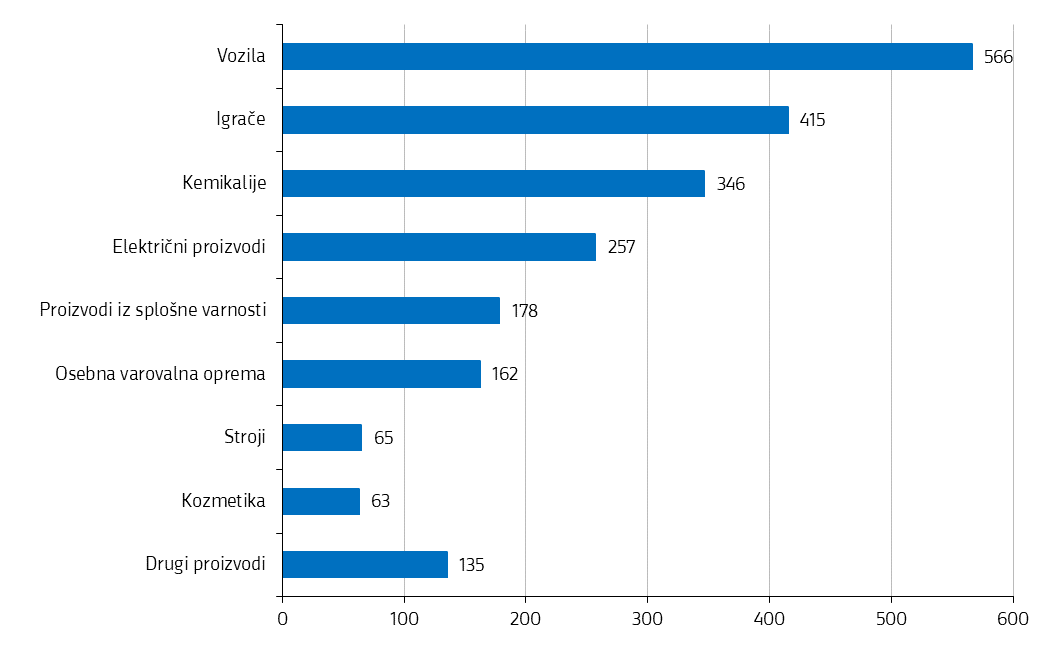 Vozila 566
Igrače 415
Kemikalije 346
Električni proizvodi 257
Proizvodi iz splošne varnosti 178
Osebna varovalna oprema 162
Stroji 65
Kozmetika 63
Drugi proizvodi 135
0 100 200 300 400 500 600